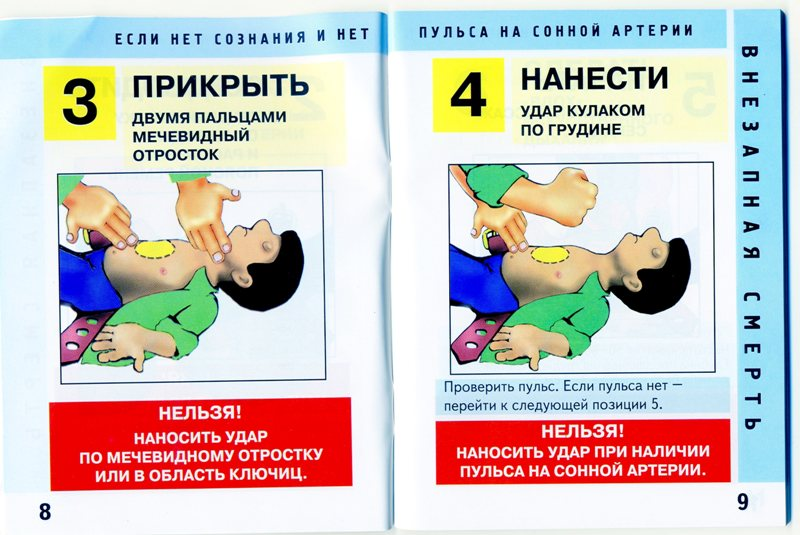 ЕСЛИ НЕТ СОЗНАНИЯ И НЕТ
3
ПРИКРЫТЬ
ДВУМЯ ПАЛЬЦАМИ
МЕЧЕВИДНЫЙ
ОТРОСТОК
НЕЛЬЗЯ!
НАНОСИТЬ УДАР
ПО МЕЧЕВИДНОМУ ОТРОСТКУ
ИЛИ В ОБЛАСТЬ КЛЮЧИЦ.
8
ПУЛЬСА НА СОННОЙ АРТЕРИИ
4
НАНЕСТИ
УДАР КУЛАКОМ
ПО ГРУДИНЕ
Проверить пульс. Если пульса нет –
перейти к следующей позиции 5.
НЕЛЬЗЯ!
НАНОСИТЬ УДАР ПРИ НАЛИЧИИ
ПУЛЬСА НА СОННОЙ АРТЕРИИ.
9
ВНЕЗАПНАЯ СМЕРТЬ